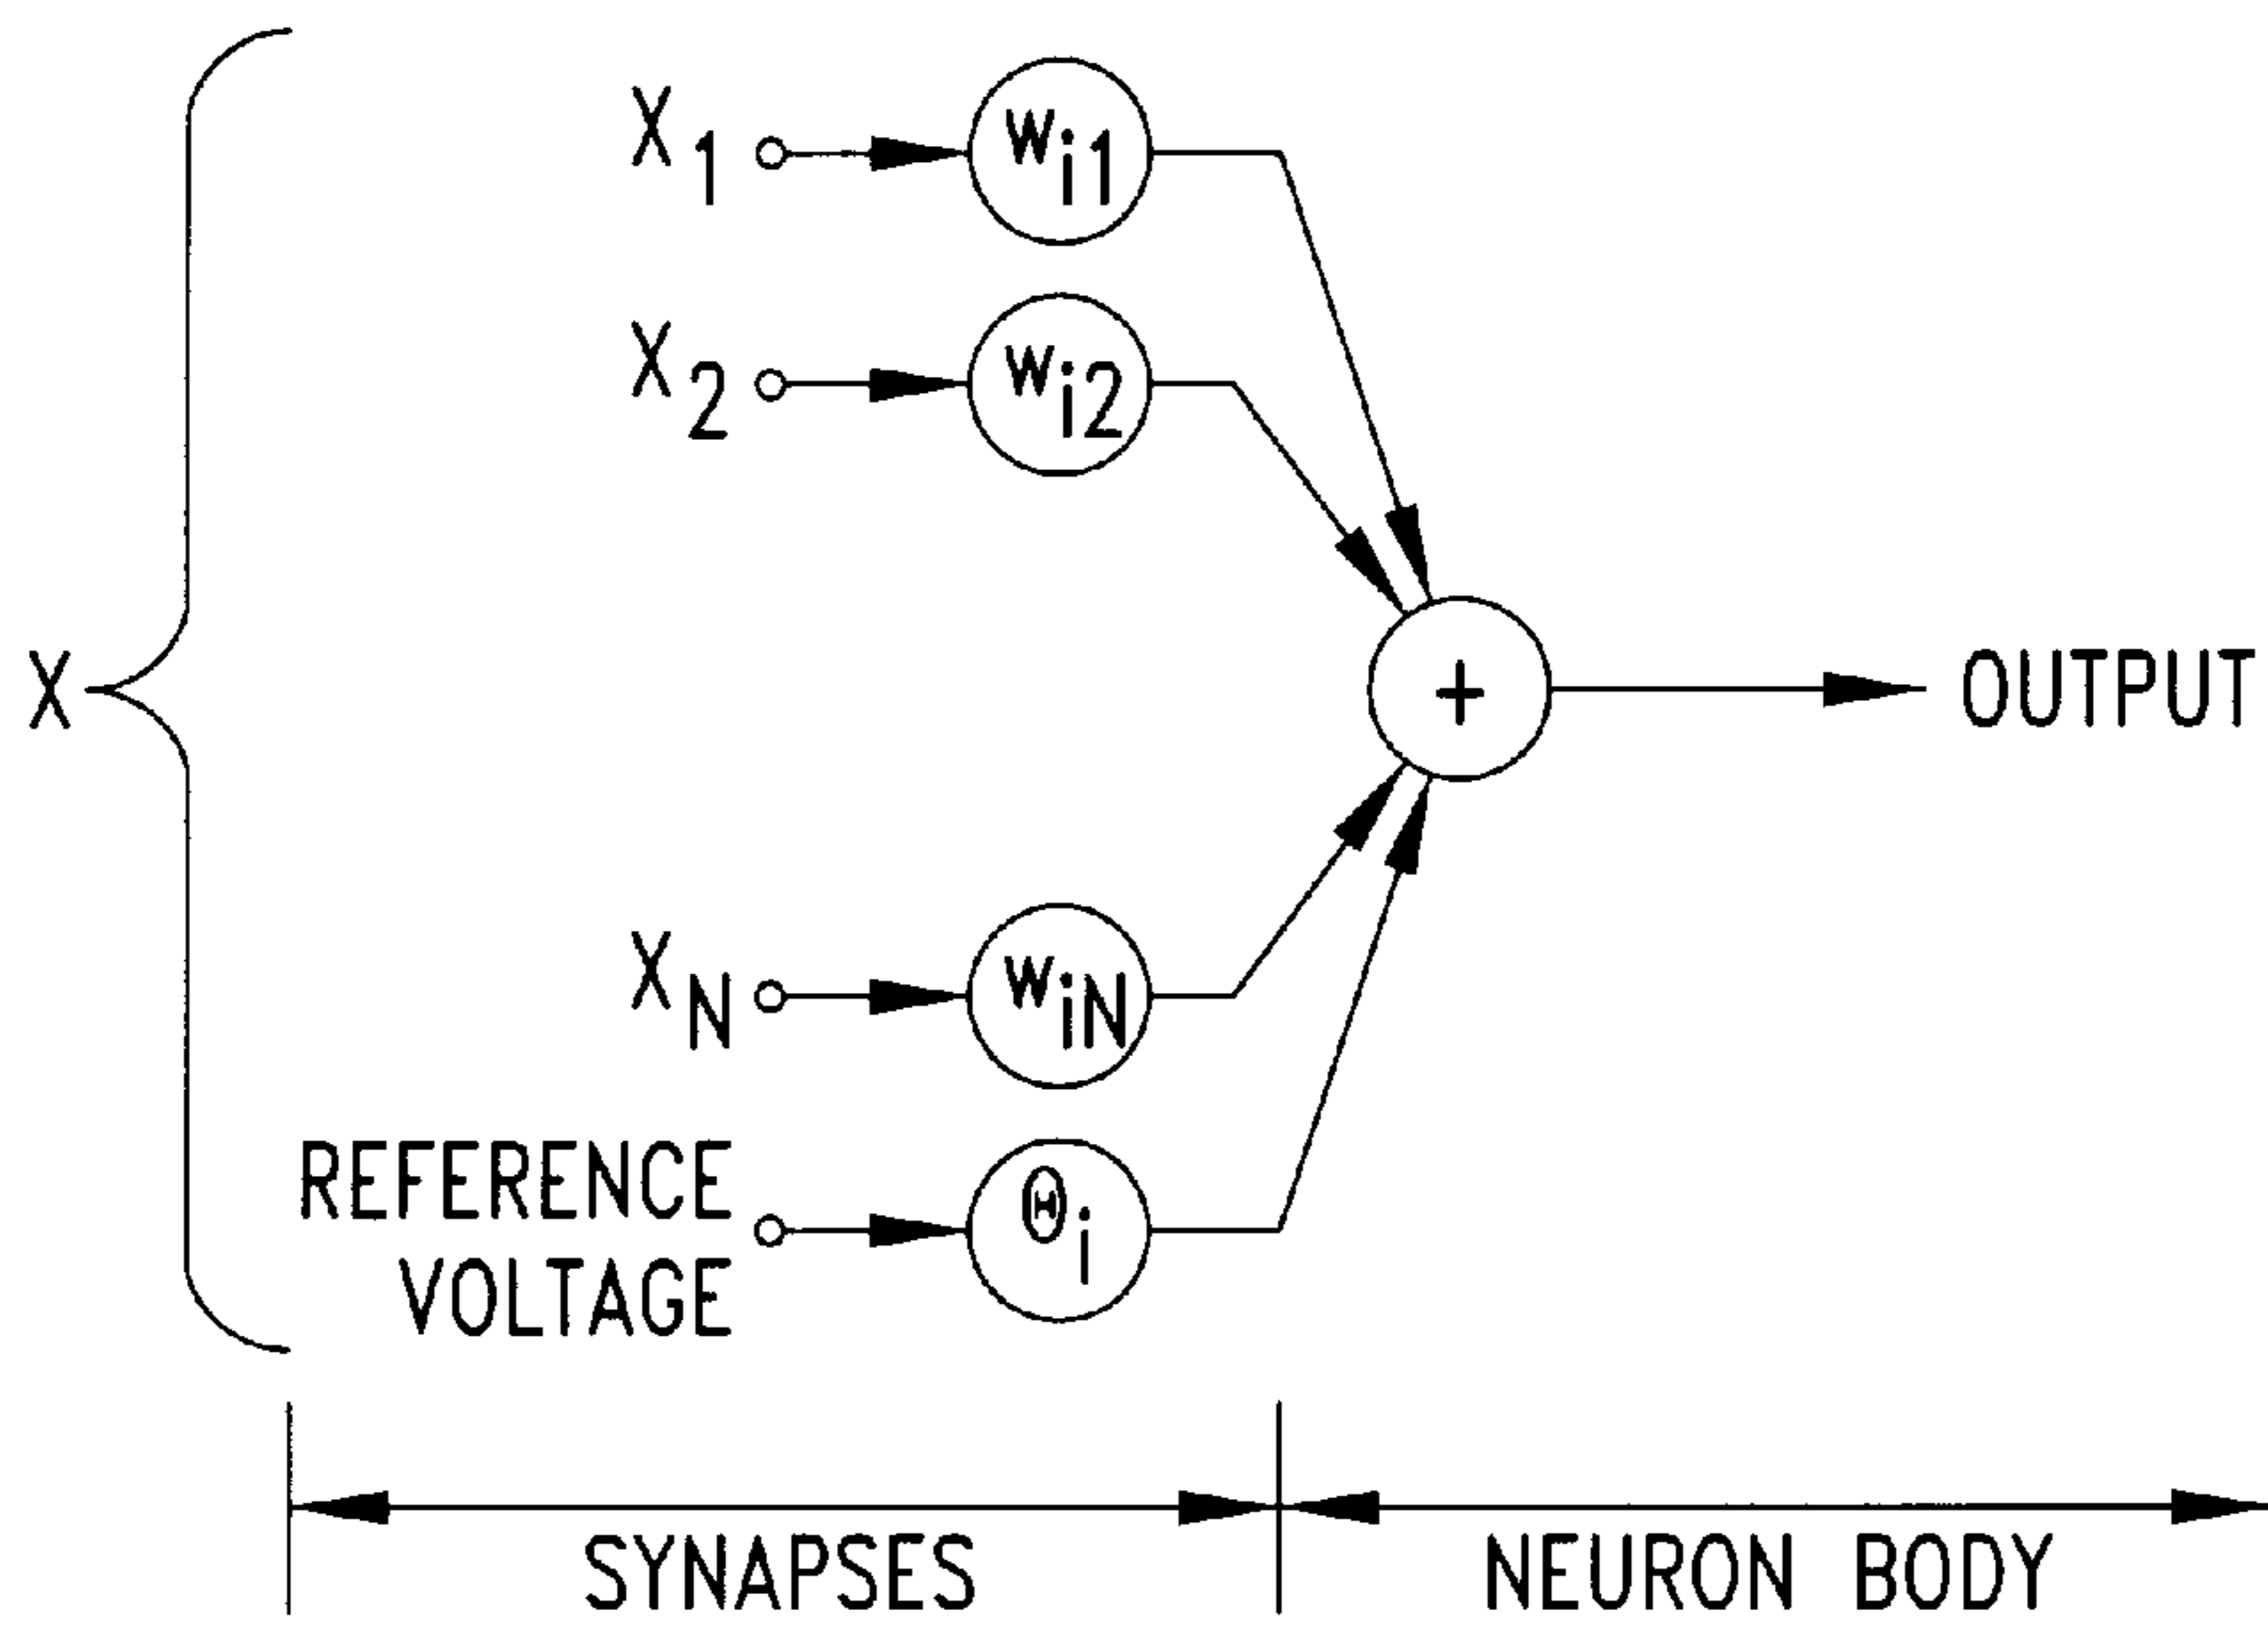 X
X1
wi1
X2
wi2
+
OUTPUT
XN
wiN
REFERENCE
VOLTAGE
Θi
SYNAPSES
NEURON BODY